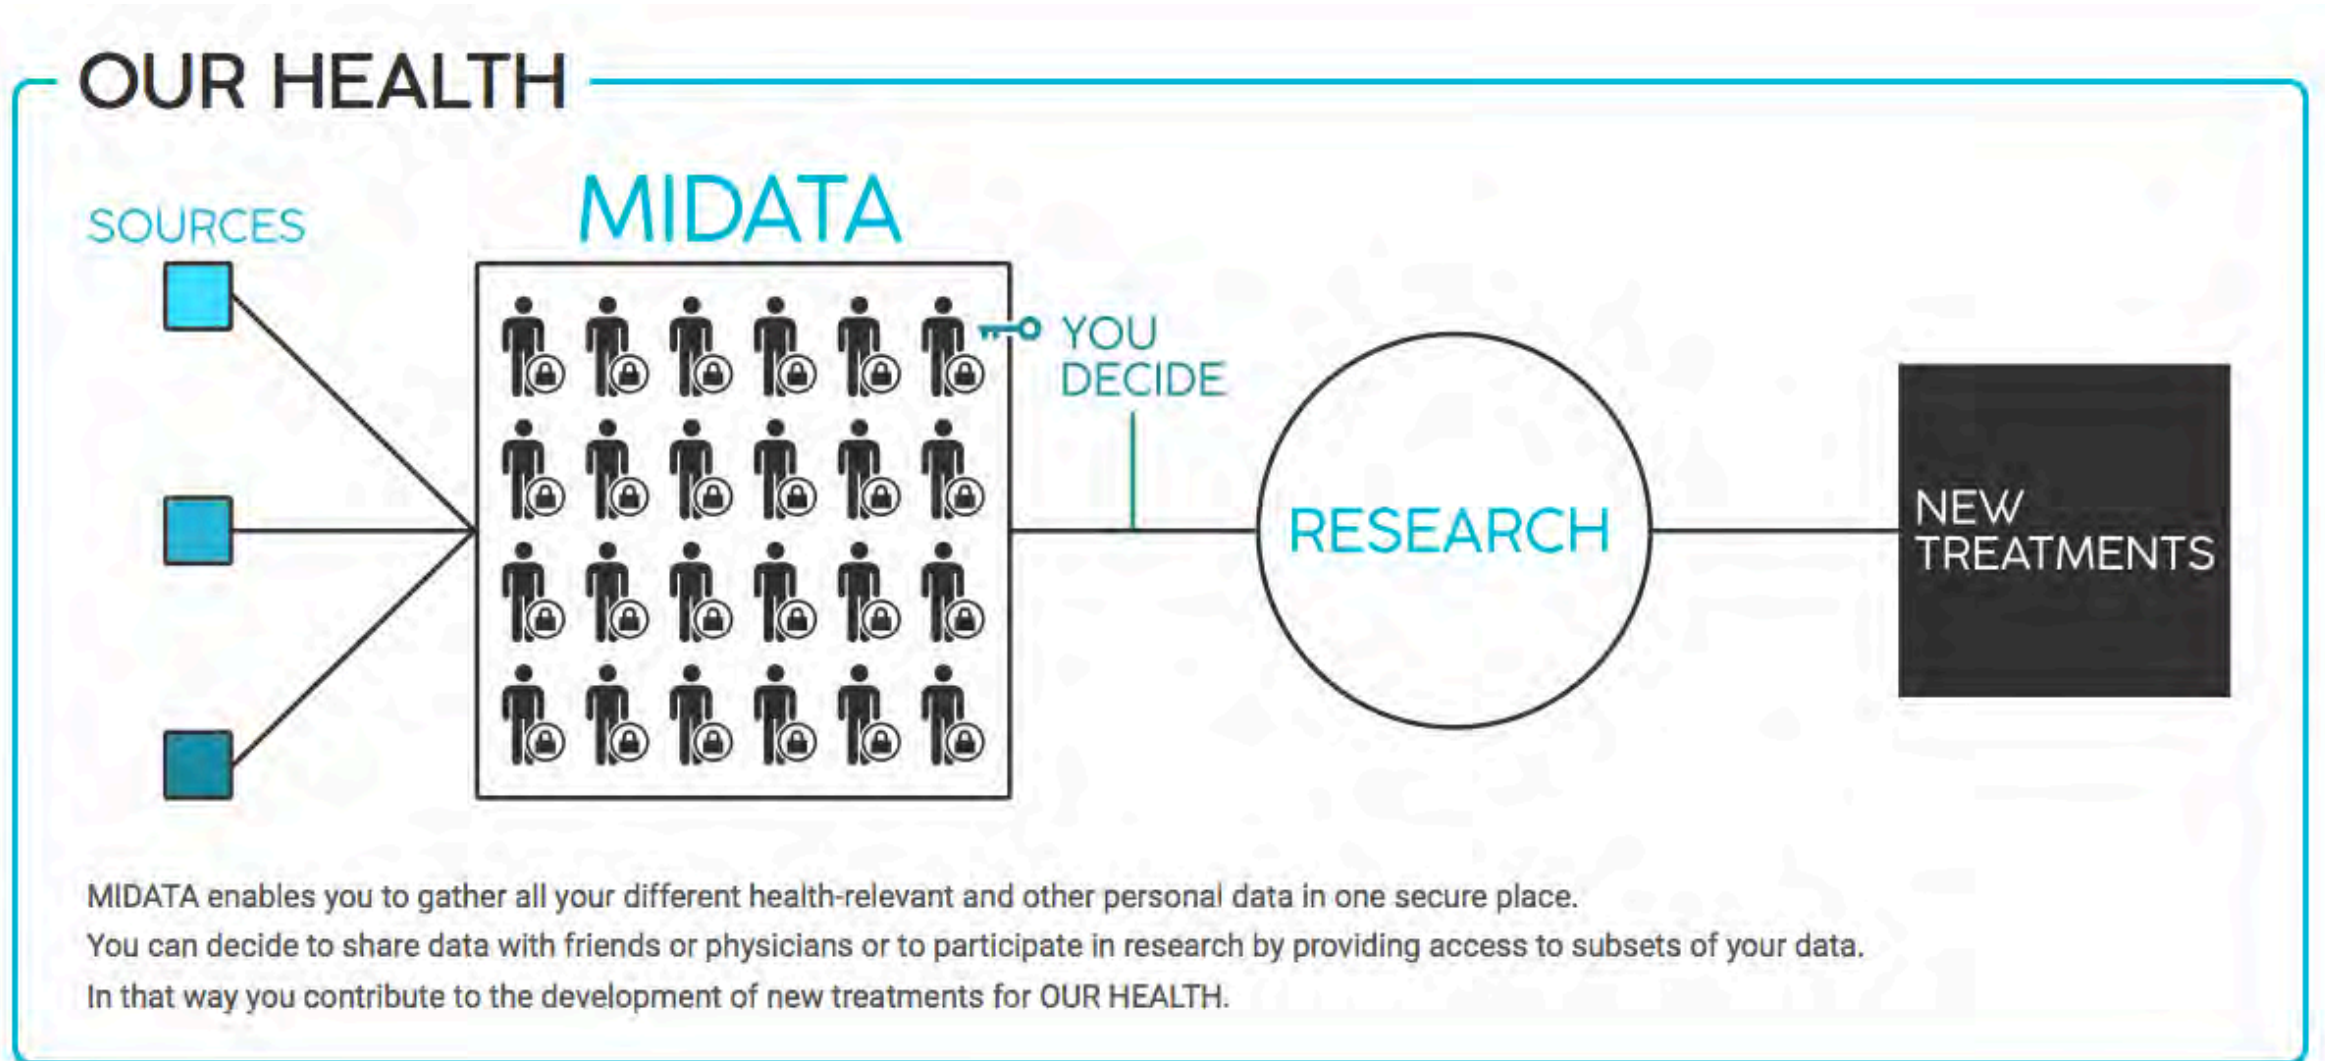 OUR HEALTH
SOURCES
MIDATA
YOU
DECIDE
RESEARCH
NEW
TREATMENTS
MIDATA enables you to gather all your different health-relevant and other personal data in one secure place.
You can decide to share data with friends or physicians or to participate in research by providing access to subsets of your data.
In that way you contribute to the development of new treatments for OUR HEALTH.